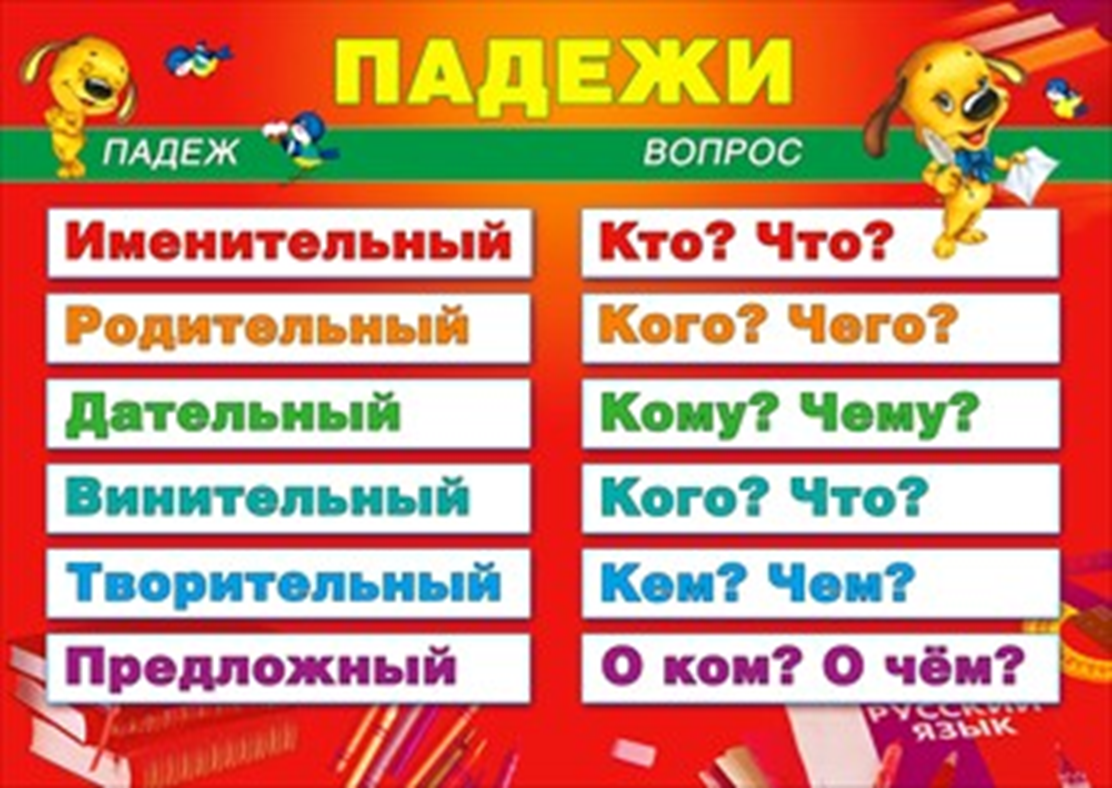 ПАДЕЖИ
ПАДЕЖ ВОПРОС
Именительный Кто? Что?
Родительный Кого? Чего?
Дательный Кому? Чему?
Винительный Кого? Что?
Творительный Кем? Чем?
Предложный О ком? О чём?
РУССКИЙ
ЯЗЫК